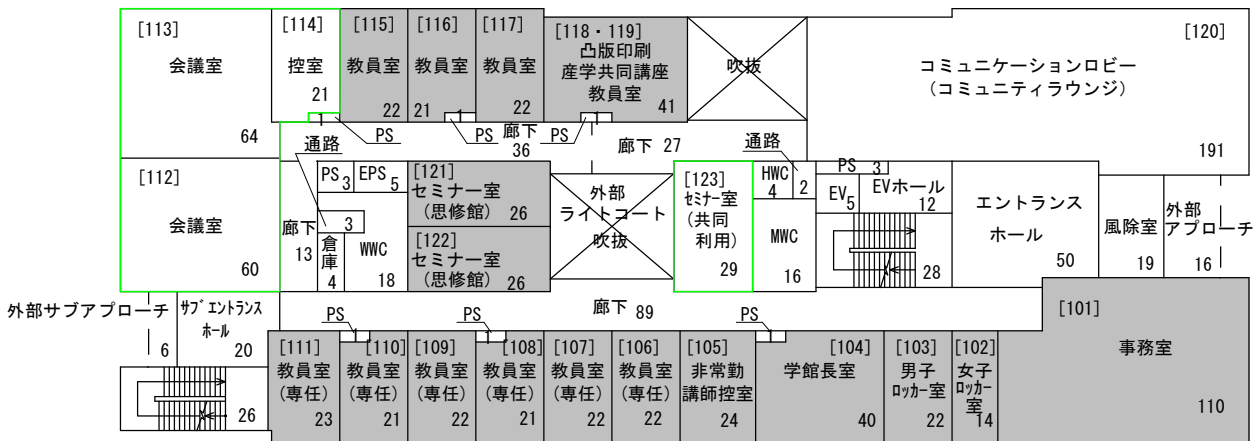 [113]
会議室
64
[114]
控室
21
1
PS
[115]
教員室
22
[116]
教員室
21
1
PS
[117]
教員室
22
[118・119]
凸版印刷
産学共同講座
教員室
41
1
PS
吹抜
[120]
コミュニケーションロビー
(コミュニティラウンジ)
191
廊下
36
廊下 27
通路
通路
[112]
会議室
60
廊下
13
PS
3
EPS
5
3
倉庫
4
WWC
18
[121]
セミナー室
(思修館)
26
[122]
セミナー室
(思修館)
26
外部
ライトコート
吹抜
[123]
セミナー室
(共同
利用)
29
HWC
4
2
MWC
16
PS
3
EV
5
EVホール
12
28
エントランス
ホール
50
風除室
19
外部
アプローチ
16
外部サブアプローチ
6
サブエントランス
ホール
20
26
廊下 89
PS
1
PS
1
PS
1
[111]
教員室
(専任)
23
[110]
教員室
(専任)
21
[109]
教員室
(専任)
22
[108]
教員室
(専任)
21
[107]
教員室
(専任)
22
[106]
教員室
(専任)
22
[105]
非常勤
講師控室
24
[104]
学館長室
40
[103]
男子
ロッカー室
22
[102]
女子
ロッカー
室
14
[101]
事務室
110